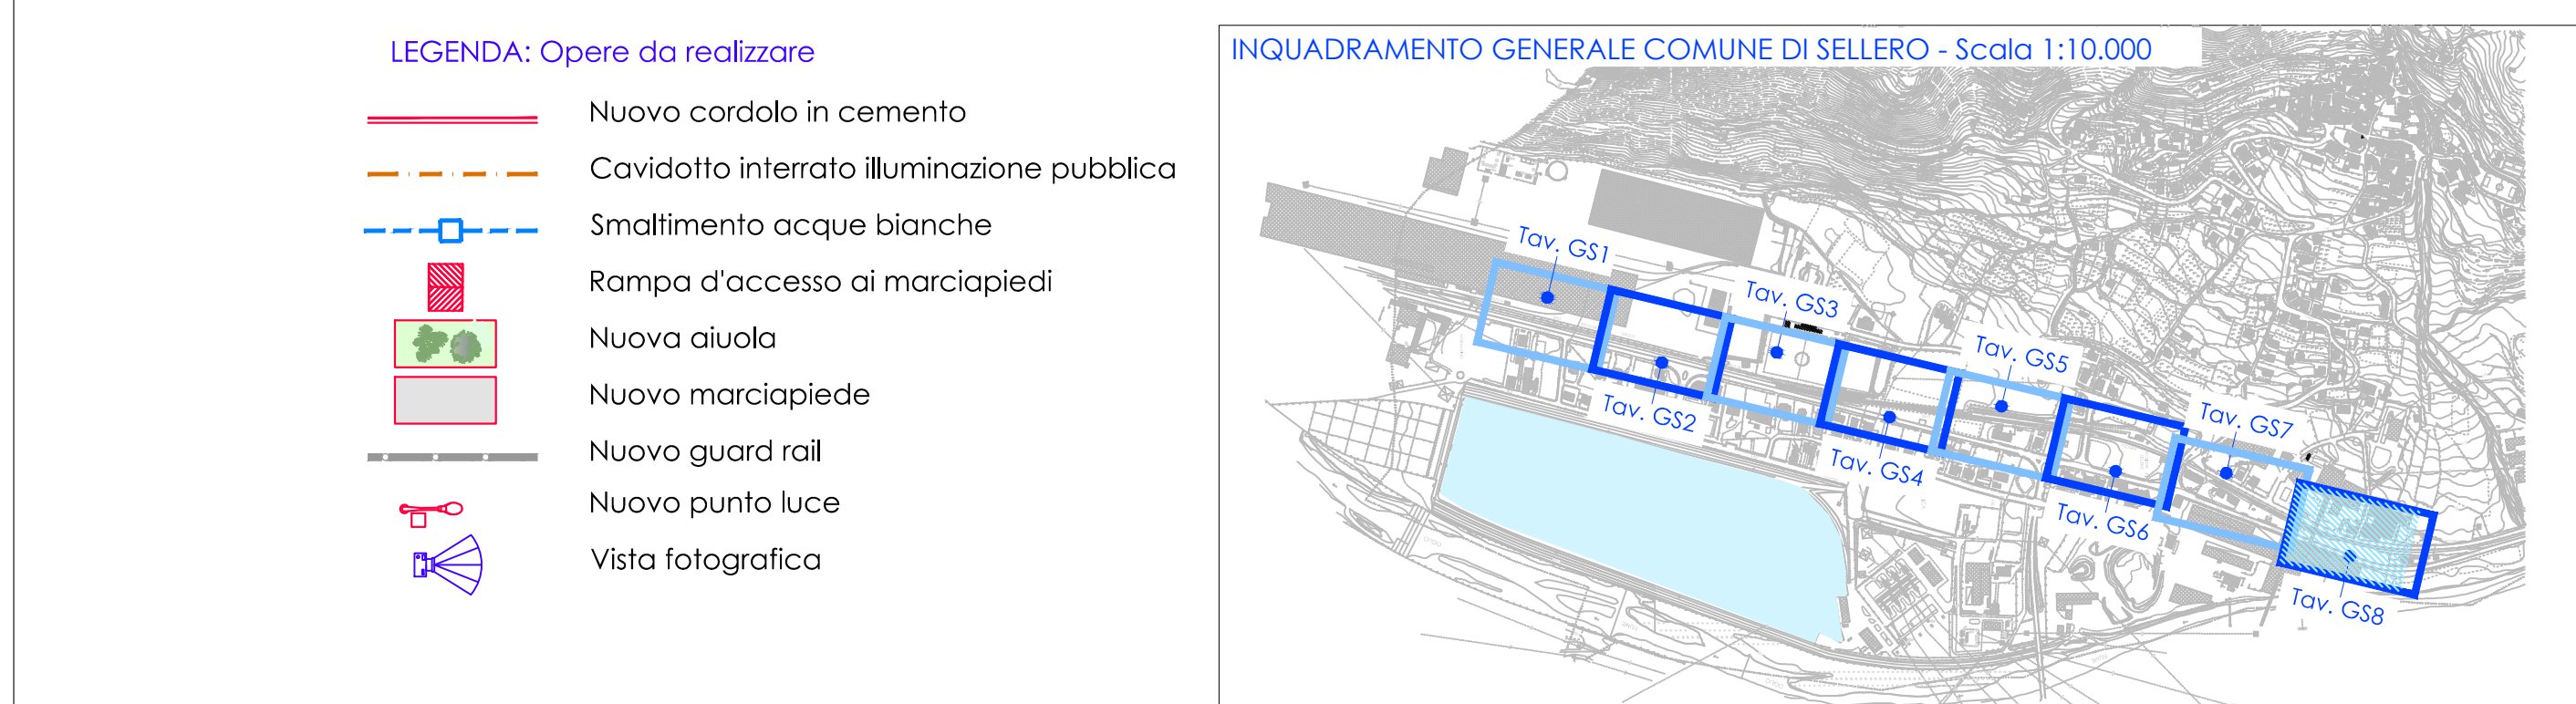 LEGENDA: Opere da realizzare
Nuovo cordolo in cemento
Cavidotto interrato illuminazione pubblica
Smaltimento acque bianche
Rampa d'accesso ai marciapiedi
Nuova aiuola
Nuovo marciapiede
Nuovo guard rail
Nuovo punto luce
Vista fotografica
INQUADRAMENTO GENERALE COMUNE DI SELLERO - Scala 1:10.000
Tav. GS1
Tav. GS2
Tav. GS3
Tav. GS4
Tav. GS5
Tav. GS6
Tav. GS7
Tav. GS8